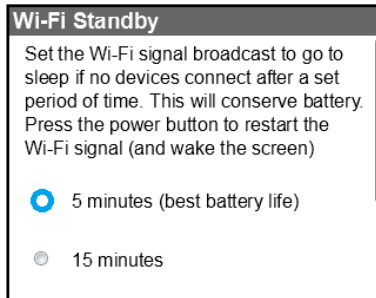 Wi-Fi Standby
Set the Wi-Fi signal broadcast to go to
sleep if no devices connect after a set
period of time. This will conserve battery.
Press the power button to restart the
Wi-Fi signal (and wake the screen)
5 minutes (best battery life)
15 minutes